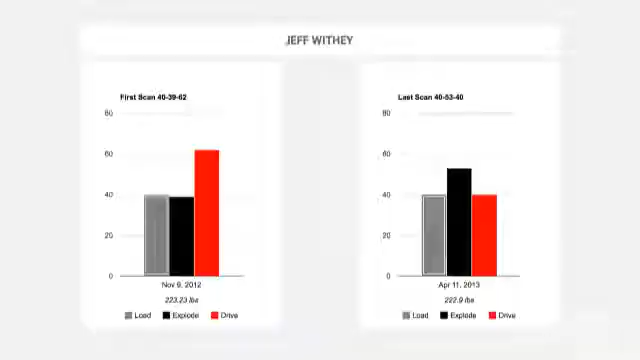 JEFF WITHEY
First Scan 40-39-62
80
60
40
20
0
Nov 9, 2012
223.23 lbs
Load Explode Drive
Last Scan 40-53-40
80
60
40
20
0
Apr 11, 2013
222.9 lbs
Load Explode Drive